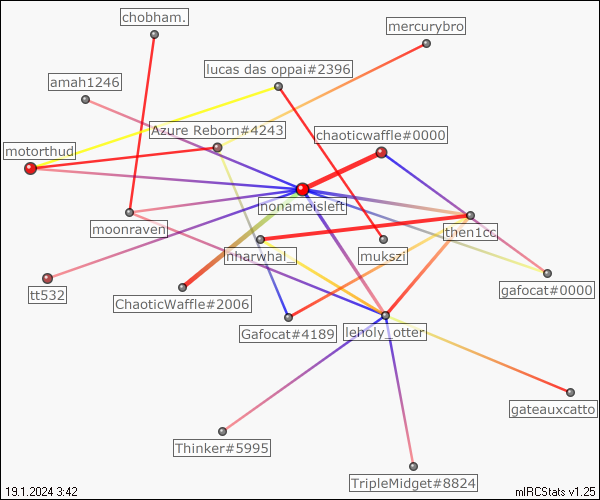 chobham.
mercurybro
lucas das oppai#2396
amah1246
Azure Reborn#4243
chaoticwaffle#0000
motorthud
nonameisleft
moonraven
then1cc
nharwhal_
mukszi
gafocat#0000
tt532
ChaoticWaffle#2006
Gafocat#4189
leholy_otter
gateauxcatto
Thinker#5995
TripleMidget#8824
19.1.2024 3:42
mIRCStats v1.25